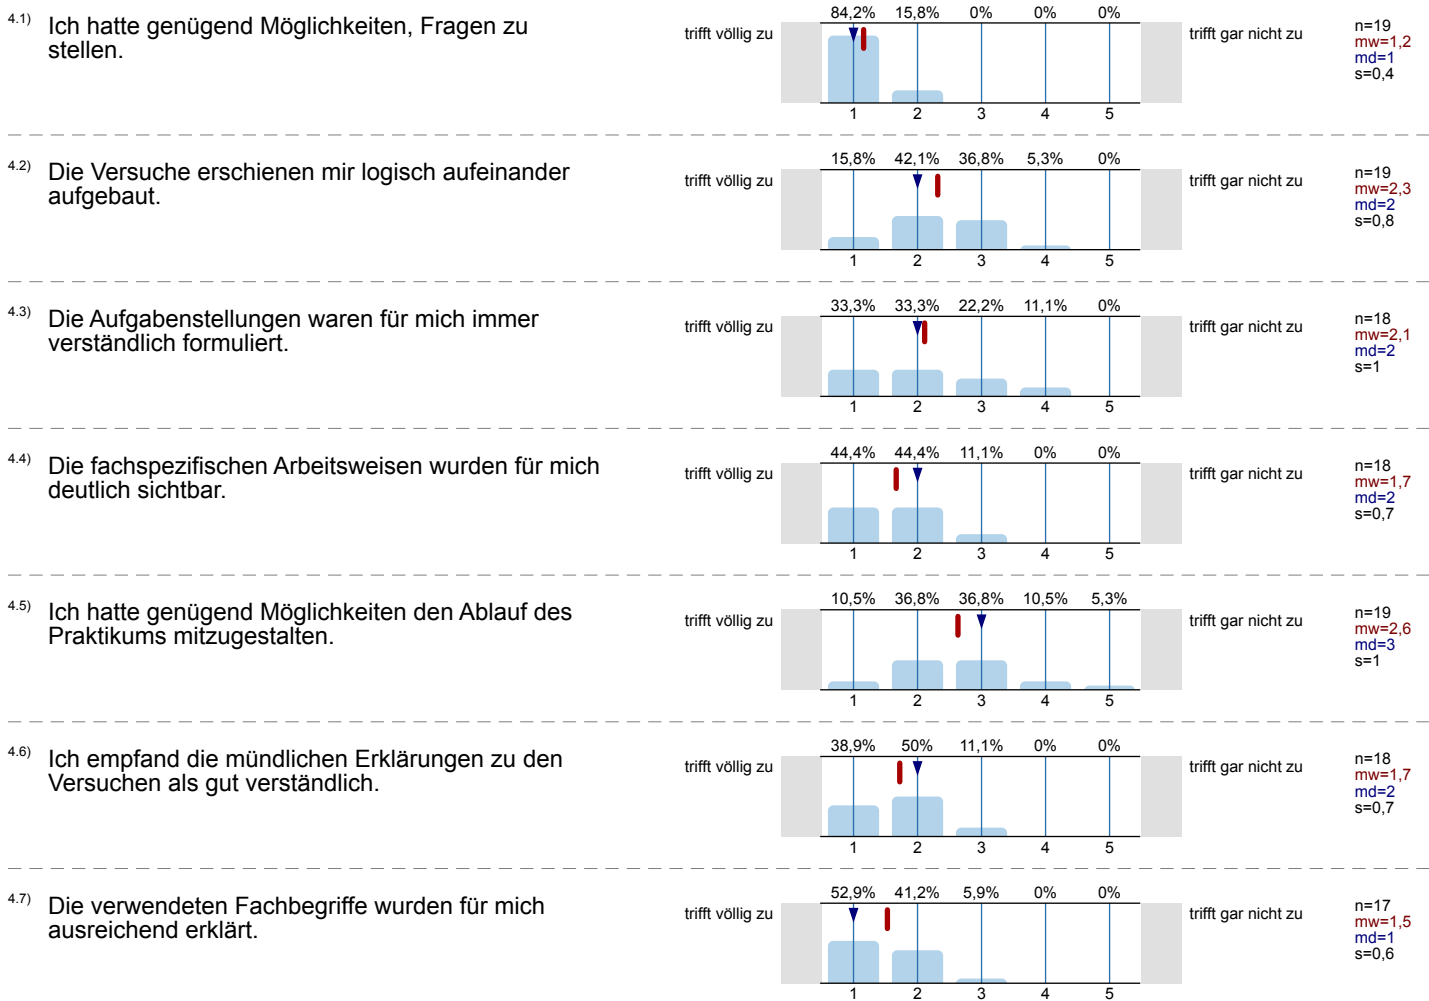 4.1) Ich hatte genügend Möglichkeiten, Fragen zu
stellen.
trifft völlig zu
84,2% 15,8% 0% 0% 0%
1 2 3 4 5
trifft gar nicht zu
n=19
mw=1,2
md=1
s=0,4
4.2) Die Versuche erschienen mir logisch aufeinander
aufgebaut.
trifft völlig zu
15,8% 42,1% 36,8% 5,3% 0%
1 2 3 4 5
trifft gar nicht zu
n=19
mw=2,3
md=2
s=0,8
4.3) Die Aufgabenstellungen waren für mich immer
verständlich formuliert.
trifft völlig zu
33,3% 33,3% 22,2% 11,1% 0%
1 2 3 4 5
trifft gar nicht zu
n=18
mw=2,1
md=2
s=1
4.4) Die fachspezifischen Arbeitsweisen wurden für mich
deutlich sichtbar.
trifft völlig zu
44,4% 44,4% 11,1% 0% 0%
1 2 3 4 5
trifft gar nicht zu
n=18
mw=1,7
md=2
s=0,7
4.5) Ich hatte genügend Möglichkeiten den Ablauf des
Praktikums mitzugestalten.
trifft völlig zu
10,5% 36,8% 36,8% 10,5% 5,3%
1 2 3 4 5
trifft gar nicht zu
n=19
mw=2,6
md=3
s=1
4.6) Ich empfand die mündlichen Erklärungen zu den
Versuchen als gut verständlich.
trifft völlig zu
38,9% 50% 11,1% 0% 0%
1 2 3 4 5
trifft gar nicht zu
n=18
mw=1,7
md=2
s=0,7
4.7) Die verwendeten Fachbegriffe wurden für mich
ausreichend erklärt.
trifft völlig zu
52,9% 41,2% 5,9% 0% 0%
1 2 3 4 5
trifft gar nicht zu
n=17
mw=1,5
md=1
s=0,6